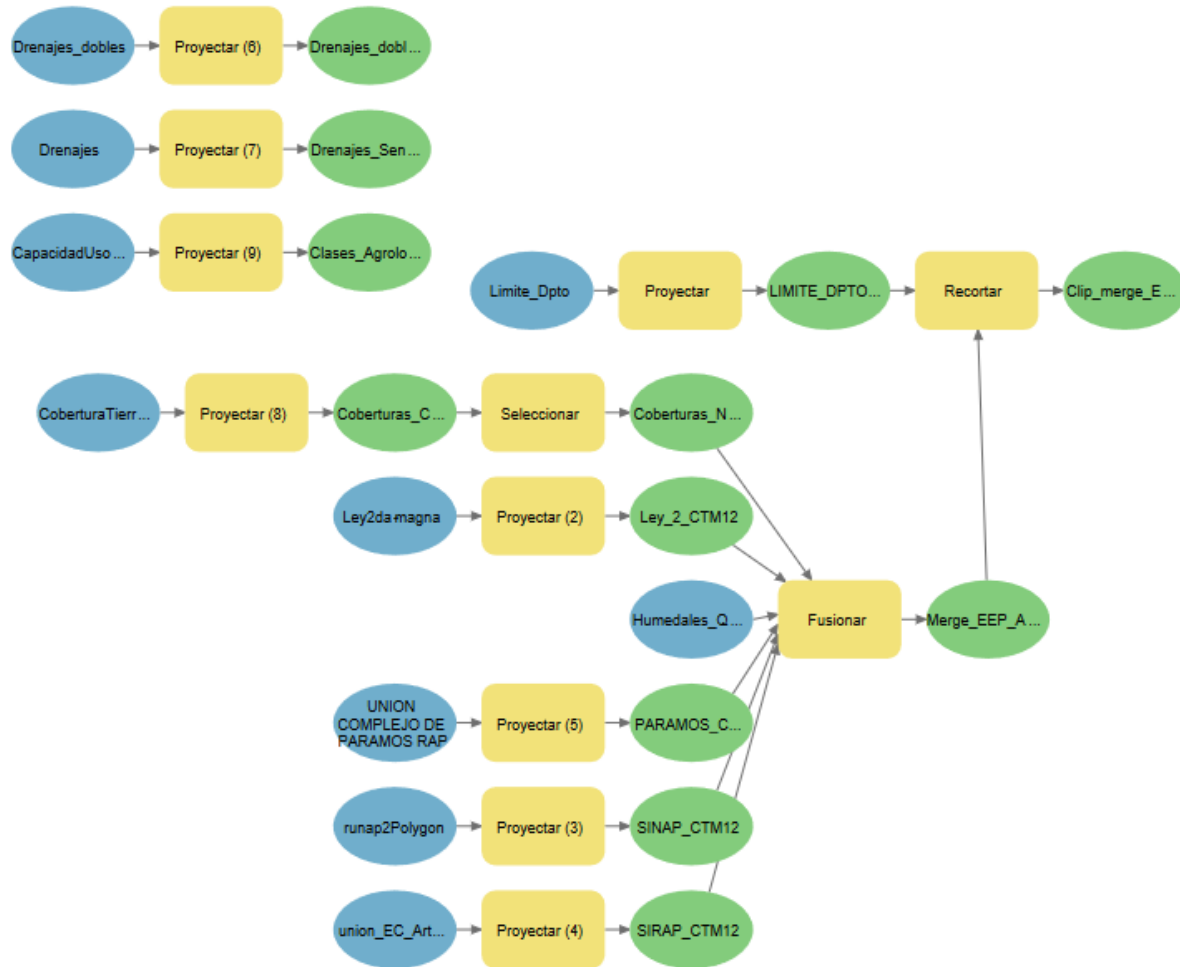 Drenajes_dobles
Proyectar (6)
Drenajes_dobl...
Drenajes
Proyectar (7)
Drenajes_Sen...
CapacidadUso...
Proyectar (9)
Clases_Agrolo...
Limite_Dpto
Proyectar
LIMITE_DPTO...
Recortar
Clip_merge_E...
CoberturaTierr...
Proyectar (8)
Coberturas_C...
Seleccionar
Coberturas_N...
Ley2da-magna
Proyectar (2)
Ley_2_CTM12
Humedales_Q...
Fusionar
Merge_EEP_A...
UNION
COMPLEJO DE
PARAMOS RAP
Proyectar (5)
PARAMOS_C...
runap2Polygon
Proyectar (3)
SINAP_CTM12
union_EC_Art...
Proyectar (4)
SIRAP_CTM12